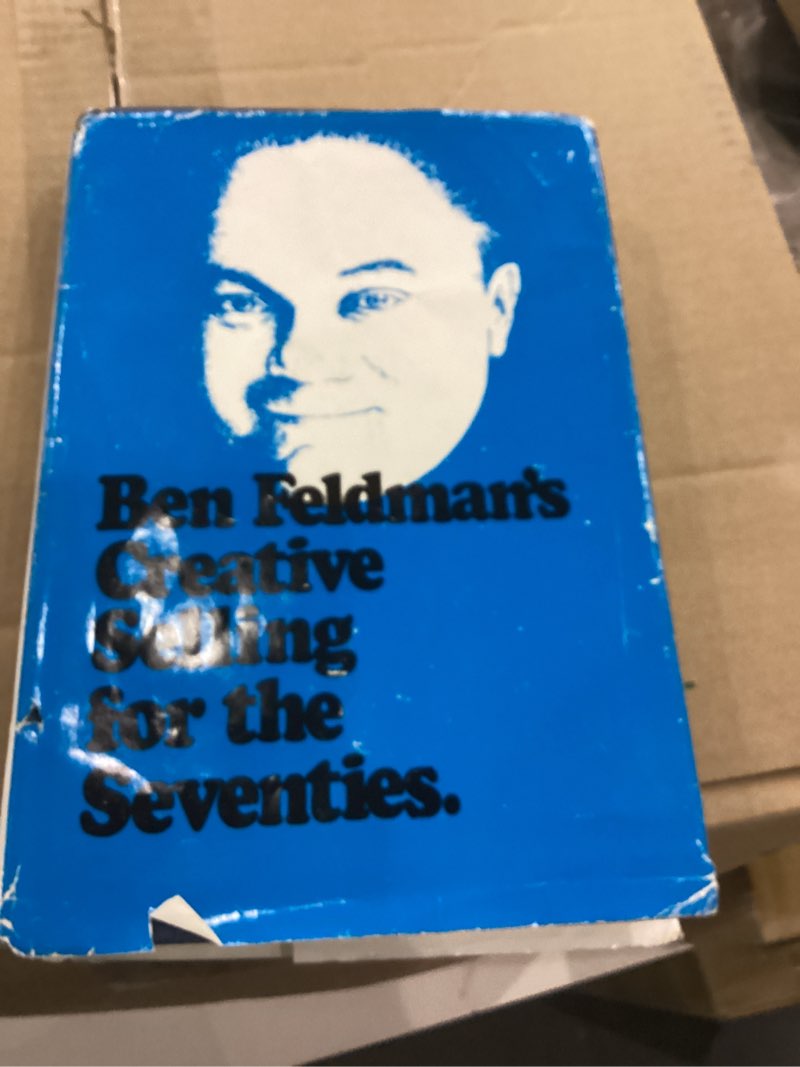 Ben Feldman's
Creative
Selling
for the
Seventies.